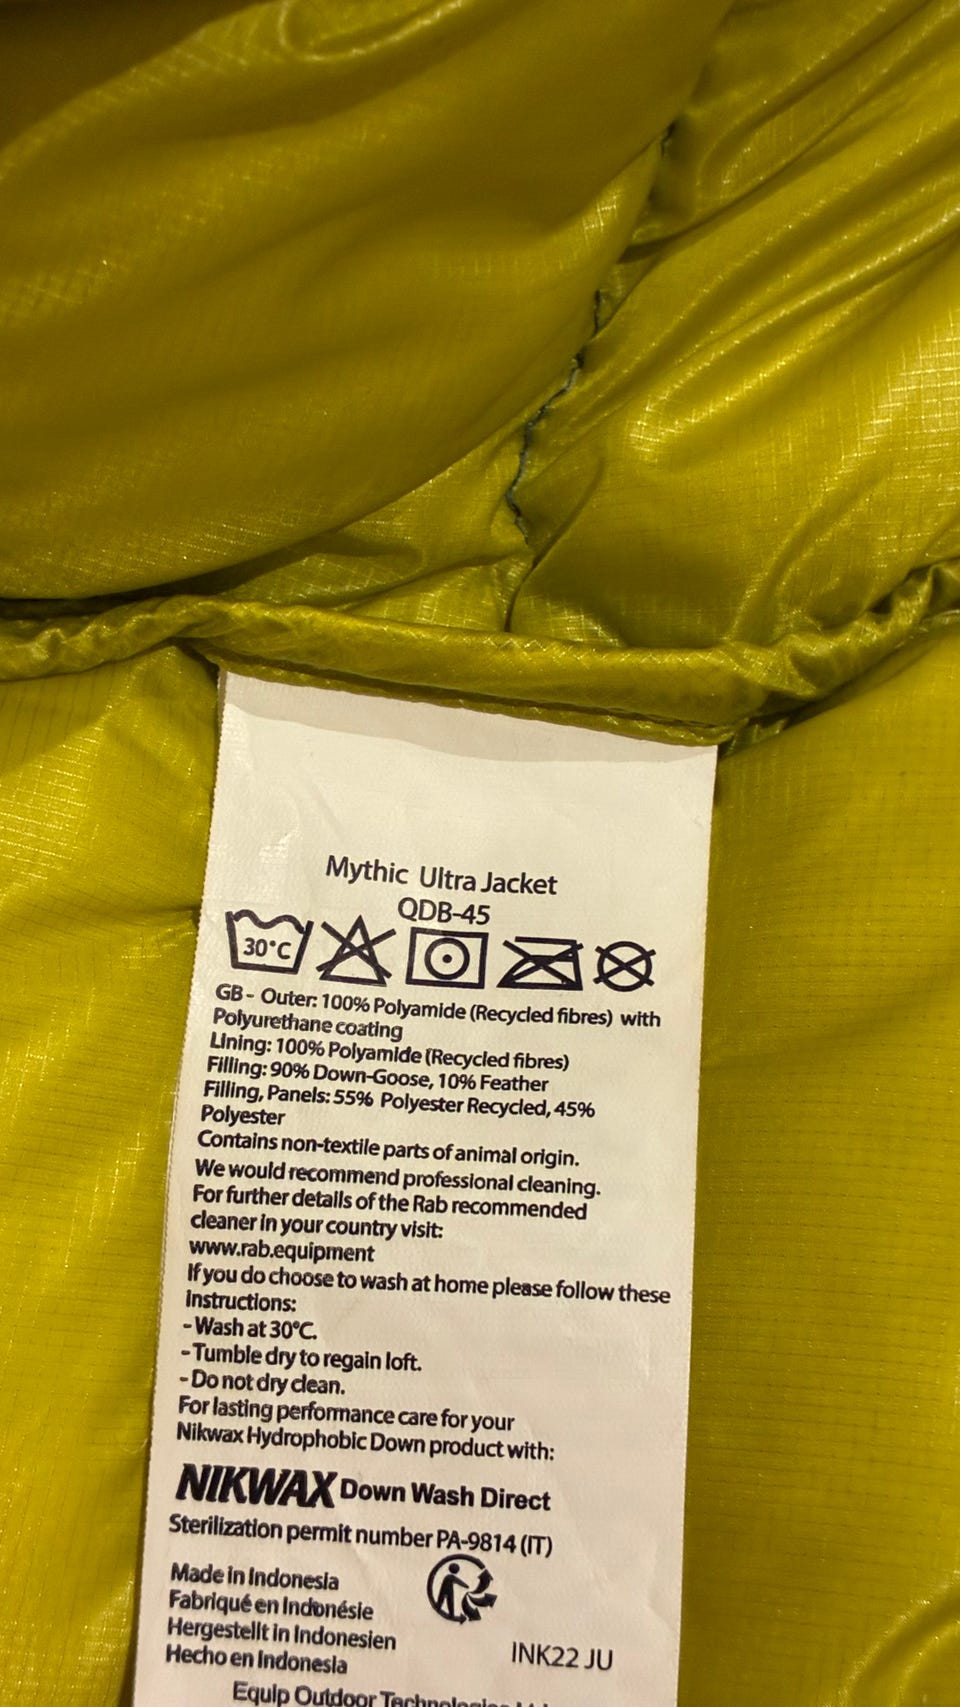 Mythic Ultra Jacket
QDB-45
30°C
GB - Outer: 100% Polyamide (Recycled fibres) with
Polyurethane coating
Lining: 100% Polyamide (Recycled fibres)
Filling: 90% Down-Goose, 10% Feather
Filling, Panels: 55% Polyester Recycled, 45%
Polyester
Contains non-textile parts of animal origin.
We would recommend professional cleaning.
For further details of the Rab recommended
cleaner in your country visit:
www.rab.equipment
If you do choose to wash at home please follow these
instructions:
- Wash at 30°C.
- Tumble dry to regain loft.
- Do not dry clean.
For lasting performance care for your
Nikwax Hydrophobic Down product with:
NIKWAX Down Wash Direct
Sterilization permit number PA-9814 (IT)
Made in Indonesia
Fabriqué en Indonésie
Hergestellt in Indonesien
Hecho en Indonesia
INK22 JU
Equip Outdoor Technologies